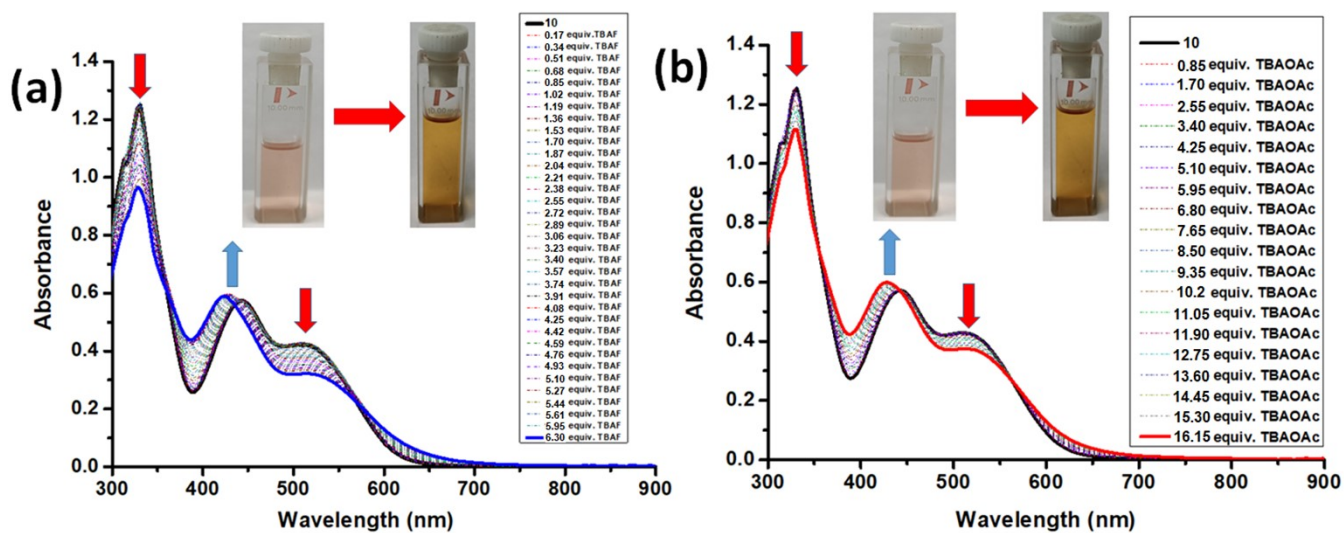 (a)
Absorbance
1.4
1.2
1.0
0.8
0.6
0.4
0.2
0.0
300
400
500
600
700
800
900
Wavelength (nm)
10.00mm
10.00mm
10
0.17 equiv.TBAF
0.34 equiv. TBAF
0.51 equiv. TBAF
0.68 equiv. TBAF
0.85 equiv. TBAF
1.02 equiv. TBAF
1.19 equiv. TBAF
1.36 equiv. TBAF
1.53 equiv. TBAF
1.70 equiv. TBAF
1.87 equiv. TBAF
2.04 equiv. TBAF
2.21 equiv. TBAF
2.38 equiv. TBAF
2.55 equiv. TBAF
2.72 equiv. TBAF
2.89 equiv. TBAF
3.06 equiv. TBAF
3.23 equiv. TBAF
3.40 equiv. TBAF
3.57 equiv. TBAF
3.74 equiv. TBAF
3.91 equiv. TBAF
4.08 equiv. TBAF
4.25 equiv. TBAF
4.42 equiv. TBAF
4.59 equiv. TBAF
4.76 equiv. TBAF
4.93 equiv. TBAF
5.10 equiv. TBAF
5.27 equiv. TBAF
5.44 equiv. TBAF
5.61 equiv. TBAF
5.95 equiv. TBAF
6.30 equiv. TBAF
(b)
Absorbance
1.4
1.2
1.0
0.8
0.6
0.4
0.2
0.0
300
400
500
600
700
800
900
Wavelength (nm)
10.00mm
10.00mm
10
0.85 equiv. TBAOAc
1.70 equiv. TBAOAc
2.55 equiv. TBAOAc
3.40 equiv. TBAOAc
4.25 equiv. TBAOAc
5.10 equiv. TBAOAc
5.95 equiv. TBAOAc
6.80 equiv. TBAOAc
7.65 equiv. TBAOAc
8.50 equiv. TBAOAc
9.35 equiv. TBAOAc
10.2 equiv. TBAOAc
11.05 equiv. TBAOAc
11.90 equiv. TBAOAc
12.75 equiv. TBAOAc
13.60 equiv. TBAOAc
14.45 equiv. TBAOAc
15.30 equiv. TBAOAc
16.15 equiv. TBAOAc